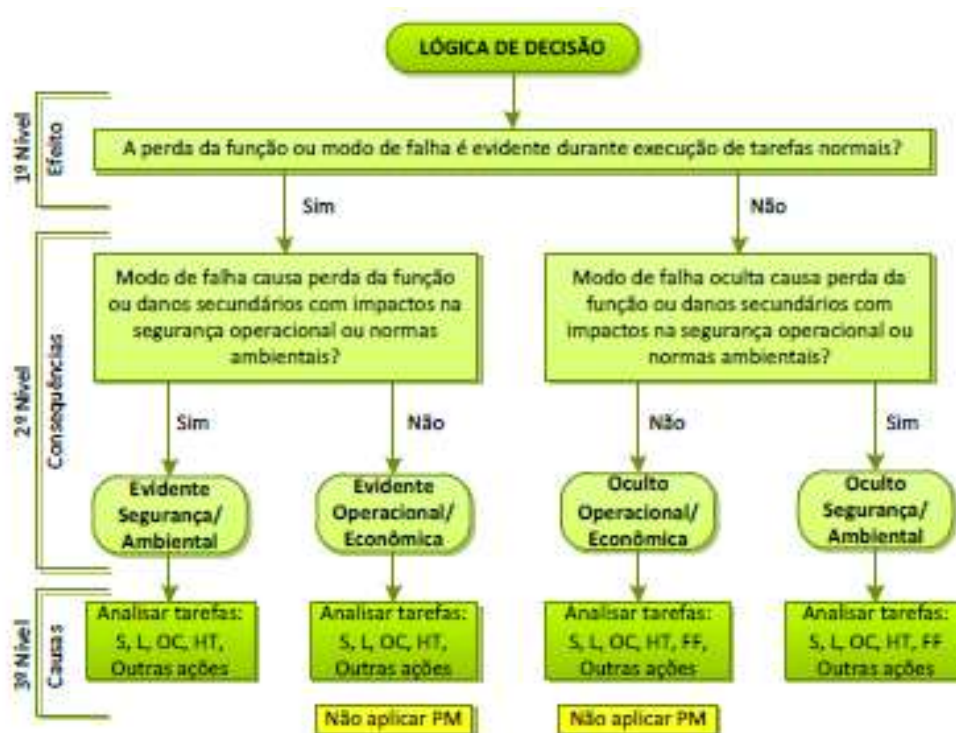 LÓGICA DE DECISÃO
1º Nível
Efeito
A perda da função ou modo de falha é evidente durante execução de tarefas normais?
Sim
Não
2º Nível
Consequências
Modo de falha causa perda da função
ou danos secundários com impactos na
segurança operacional ou normas
ambientais?
Modo de falha oculta causa perda da
função ou danos secundários com
impactos na segurança operacional ou
normas ambientais?
Sim
Não
Não
Sim
Evidente
Segurança/
Ambiental
Evidente
Operacional/
Econômica
Oculto
Operacional/
Econômica
Oculto
Segurança/
Ambiental
3º Nível
Causas
Analisar tarefas:
S, L, OC, HT,
Outras ações
Analisar tarefas:
S, L, OC, HT,
Outras ações
Analisar tarefas:
S, L, OC, HT, FF,
Outras ações
Analisar tarefas:
S, L, OC, HT, FF
Outras ações
Não aplicar PM
Não aplicar PM